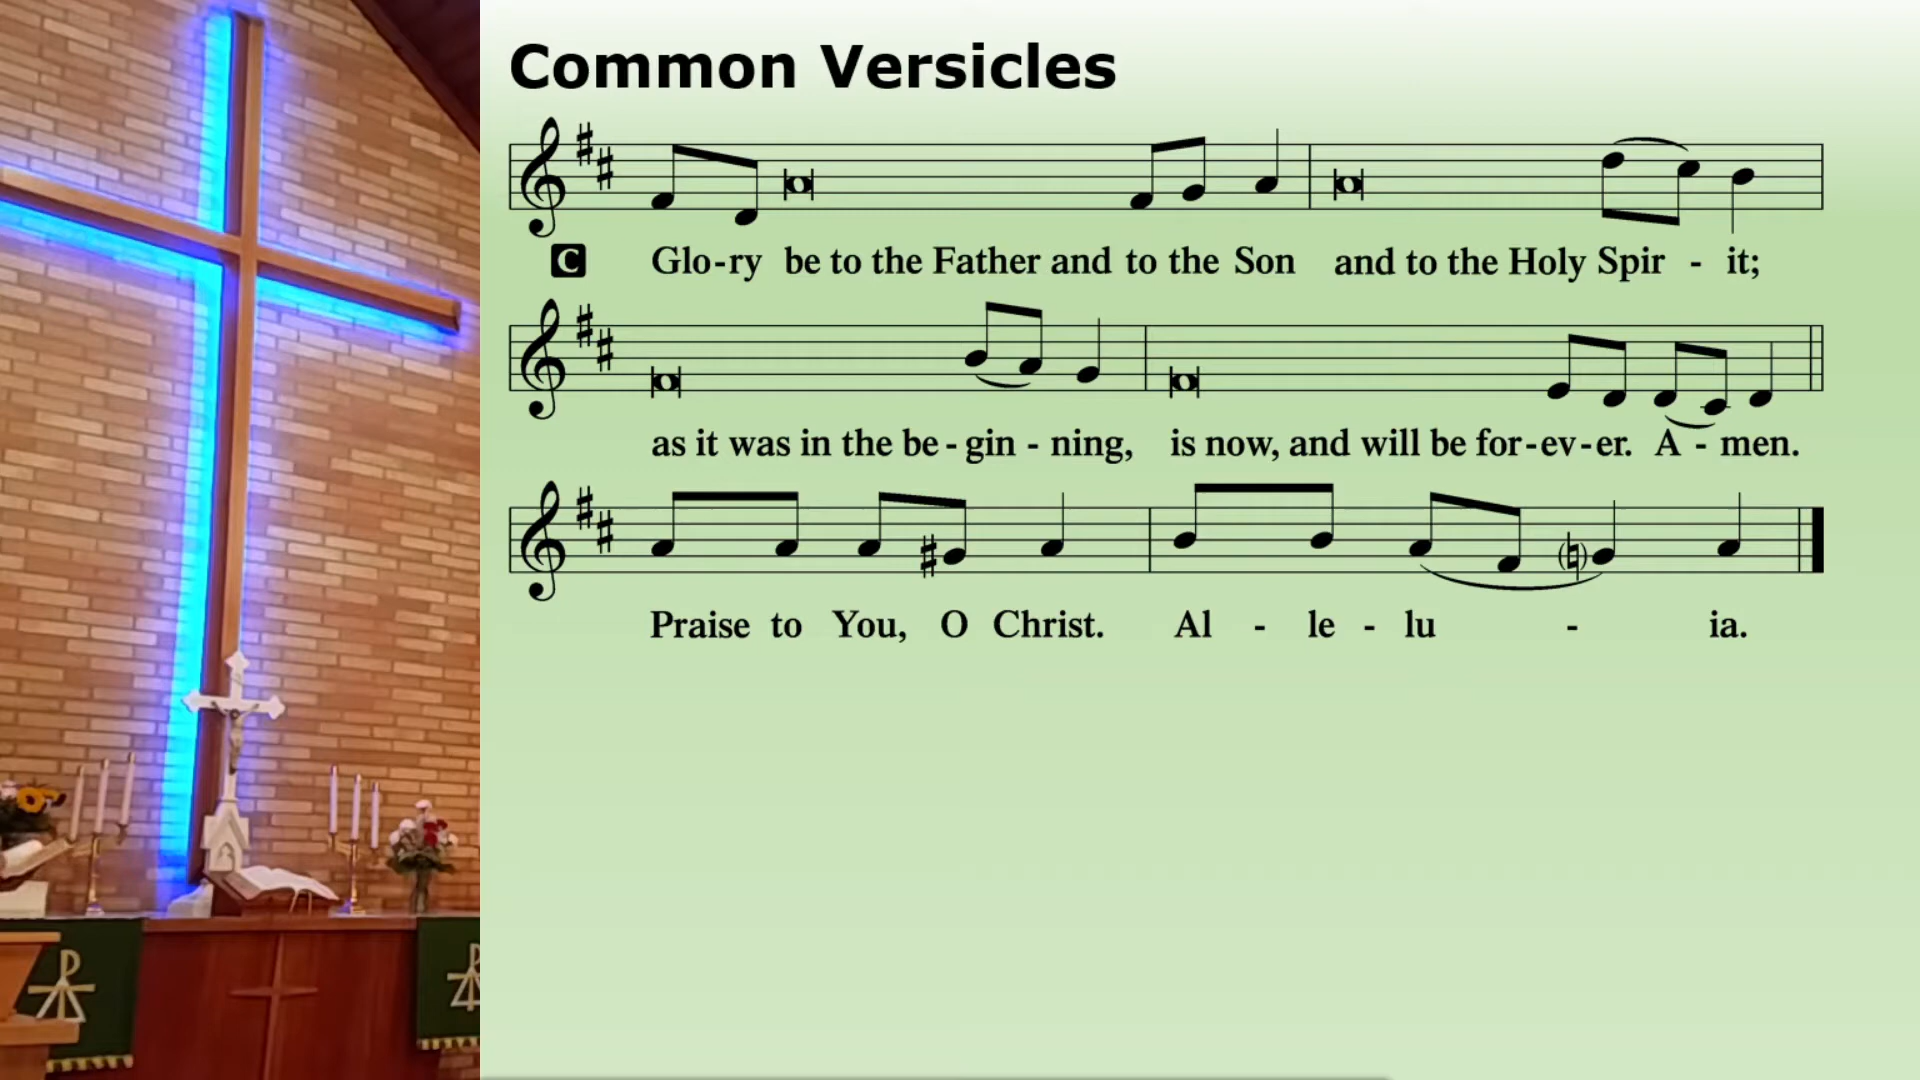 Common Versicles
C Glo-ry be to the Father and to the Son and to the Holy Spir - it;
as it was in the be-gin - ning, is now, and will be for-ev-er. A - men.
Praise to You, O Christ. Al - le - lu - ia.